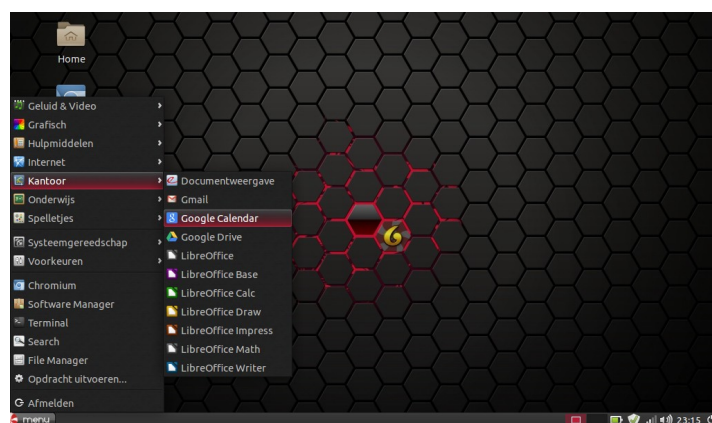 Home
Geluid & Video
Grafisch
Hulpmiddelen
Internet
Kantoor
Onderwijs
Spelletjes
Systeemgereedschap
Voorkeuren
Chromium
Software Manager
Terminal
Search
File Manager
Opdracht uitvoeren...
Afmelden
Documentweergave
Gmail
Google Calendar
Google Drive
LibreOffice
LibreOffice Base
LibreOffice Calc
LibreOffice Draw
LibreOffice Impress
LibreOffice Math
LibreOffice Writer
6
menu
23:15